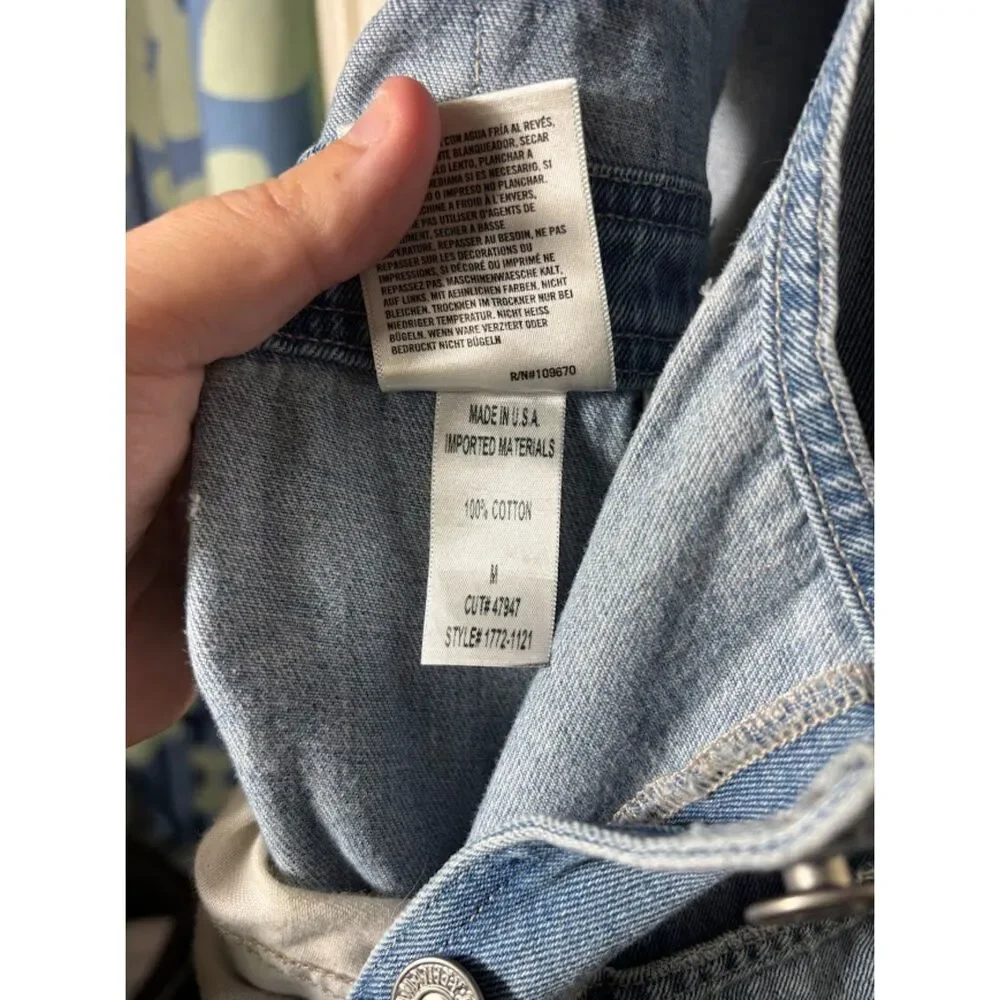 CON AGUA FRÍA AL REVÉS,
BLANQUEADOR, SECAR
LENTO, PLANCHAR A
SI ES NECESARIO, SI
O IMPRESO NO PLANCHAR.
A FROID À L'ENVERS,
PAS UTILISER D'AGENTS DE
SECHER A BASSE
REPASSER AU BESOIN, NE PAS
REPASSER SUR LES DECORATIONS OU
IMPRESSIONS, SI DÉCORÉ OU IMPRIMÉ NE
REPASSEZ PAS. MASCHINENWAESCHE KALT,
AUF LINKS, MIT AEHNLICHEN FARBEN. NICHT
BLEICHEN. TROCKNEN IM TROCKNER NUR BEI
NIEDRIGER TEMPERATUR. NICHT HEISS
BÜGELN. WENN WARE VERZIERT ODER
BEDRUCKT NICHT BÜGELN
R/N#109670
MADE IN U.S.A.
IMPORTED MATERIALS
100% COTTON
M
CUT# 47947
STYLE# 1772-1121